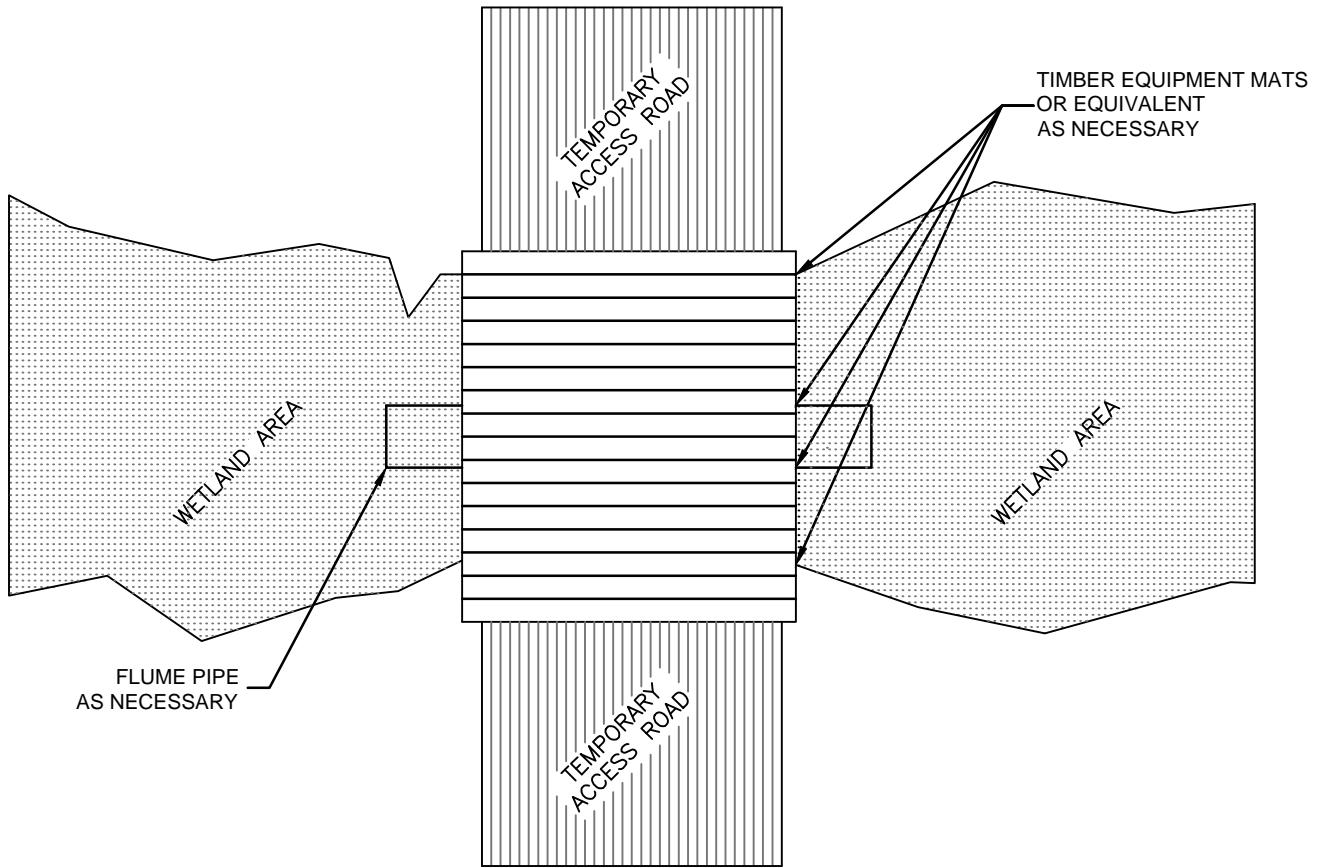 TEMPORARY
ACCESS ROAD
TIMBER EQUIPMENT MATS
OR EQUIVALENT
AS NECESSARY
WETLAND AREA
WETLAND AREA
FLUME PIPE
AS NECESSARY
TEMPORARY
ACCESS ROAD